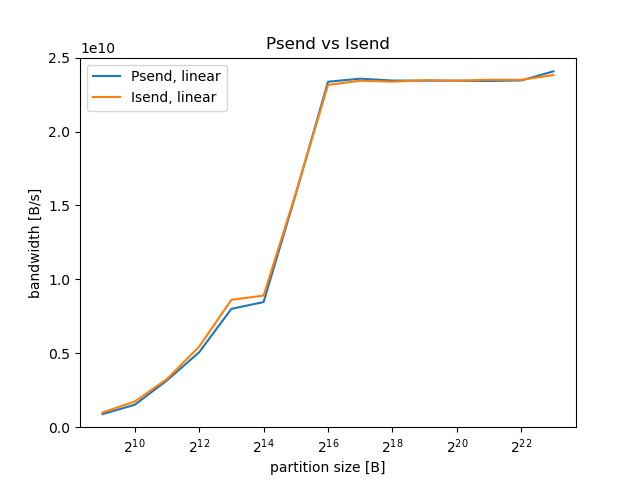 Psend vs Isend
1e10
Psend, linear
Isend, linear
2.5
2.0
1.5
1.0
0.5
0.0
bandwidth [B/s]
2^10 2^12 2^14 2^16 2^18 2^20 2^22
partition size [B]